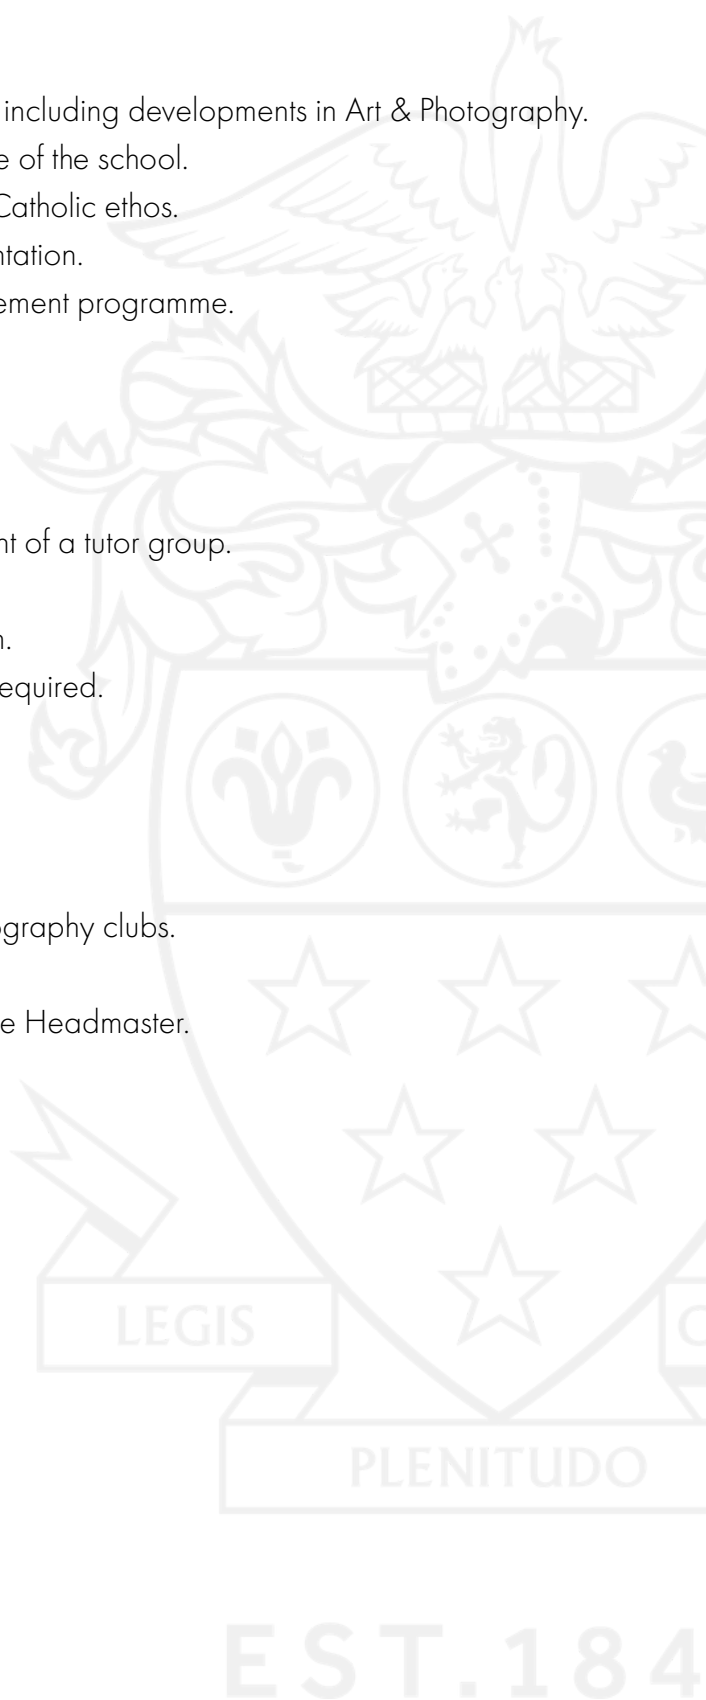 including developments in Art & Photography.
e of the school.
Catholic ethos.
ntation.
ement programme.
nt of a tutor group.
n.
equired.
ography clubs.
e Headmaster.
LEGIS
C
PLENITUDO
EST.184